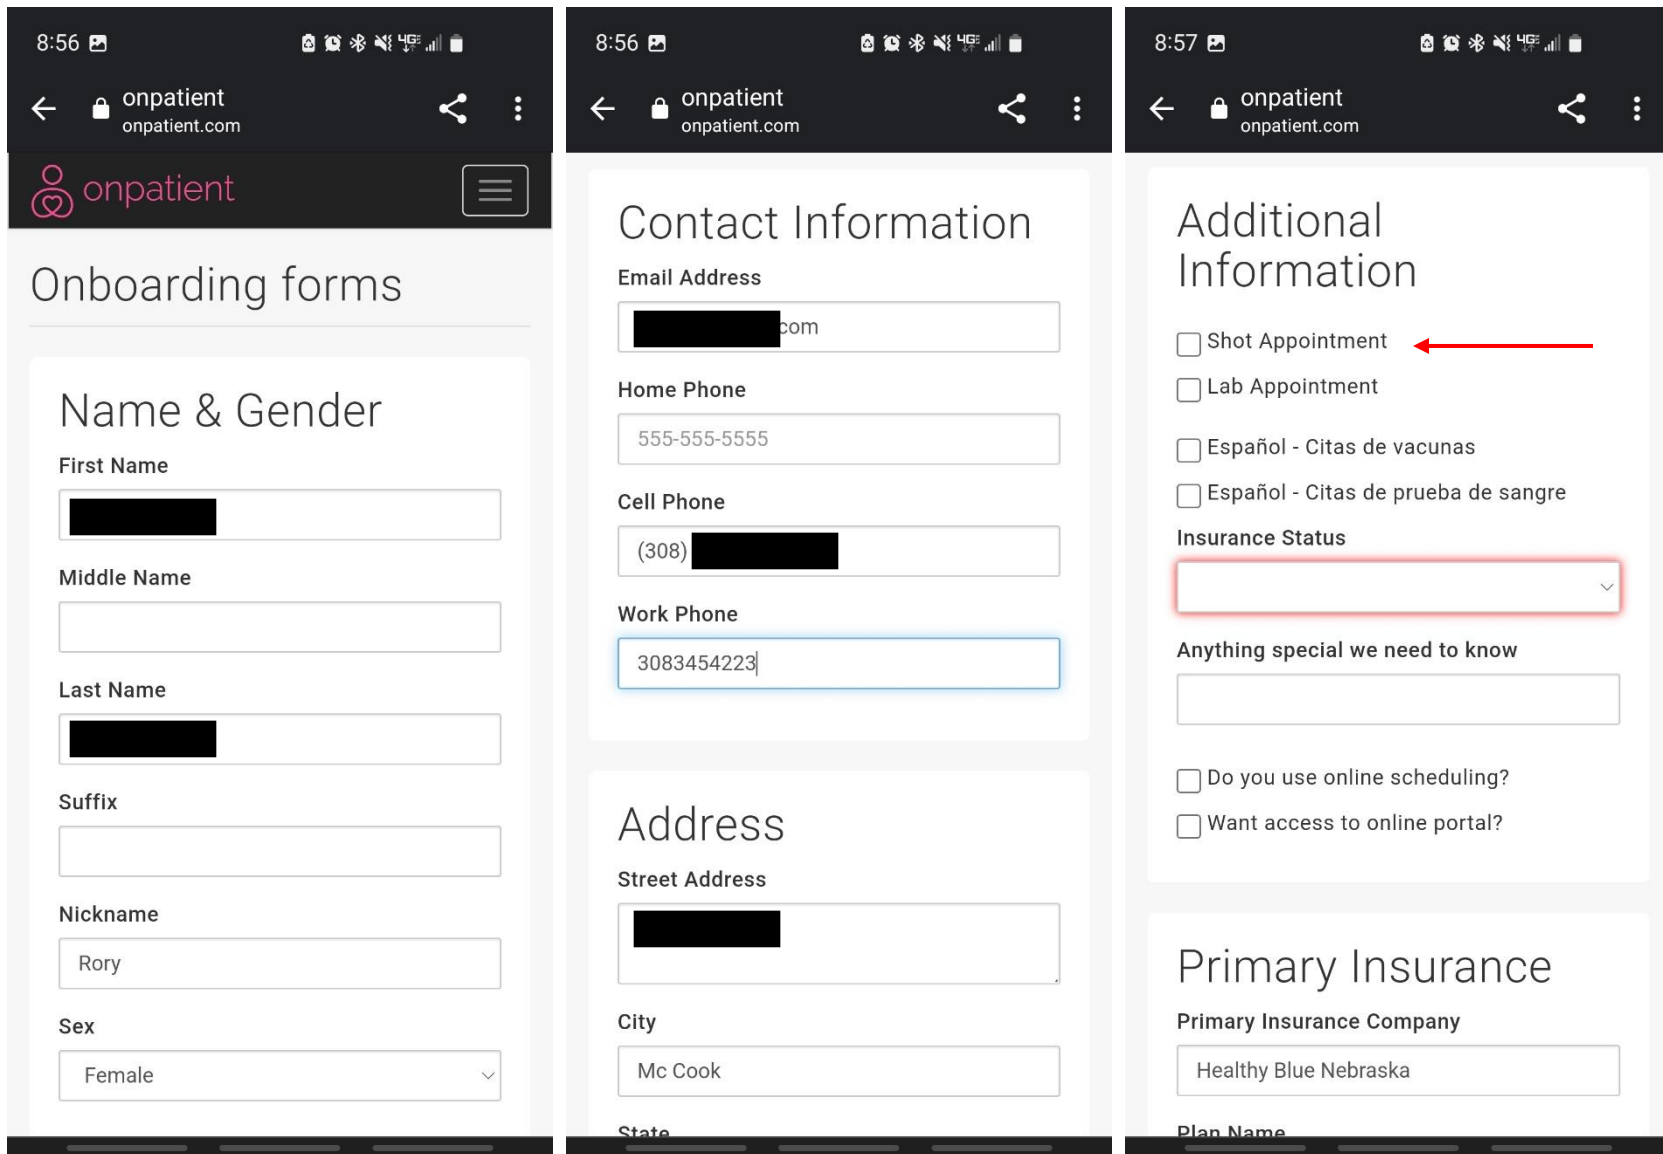 8:56
onpatient
onpatient.com
onpatient
Onboarding forms
Name & Gender
First Name
Middle Name
Last Name
Suffix
Nickname
Rory
Sex
Female
8:56
4G
onpatient
onpatient.com
Contact Information
Email Address
com
Home Phone
555-555-5555
Cell Phone
(308)
Work Phone
3083454223
Address
Street Address
City
Mc Cook
State
8:57
onpatient
onpatient.com
Additional
Information
Shot Appointment
Lab Appointment
Español - Citas de vacunas
Español - Citas de prueba de sangre
Insurance Status
Anything special we need to know
Do you use online scheduling?
Want access to online portal?
Primary Insurance
Primary Insurance Company
Healthy Blue Nebraska
Plan Name